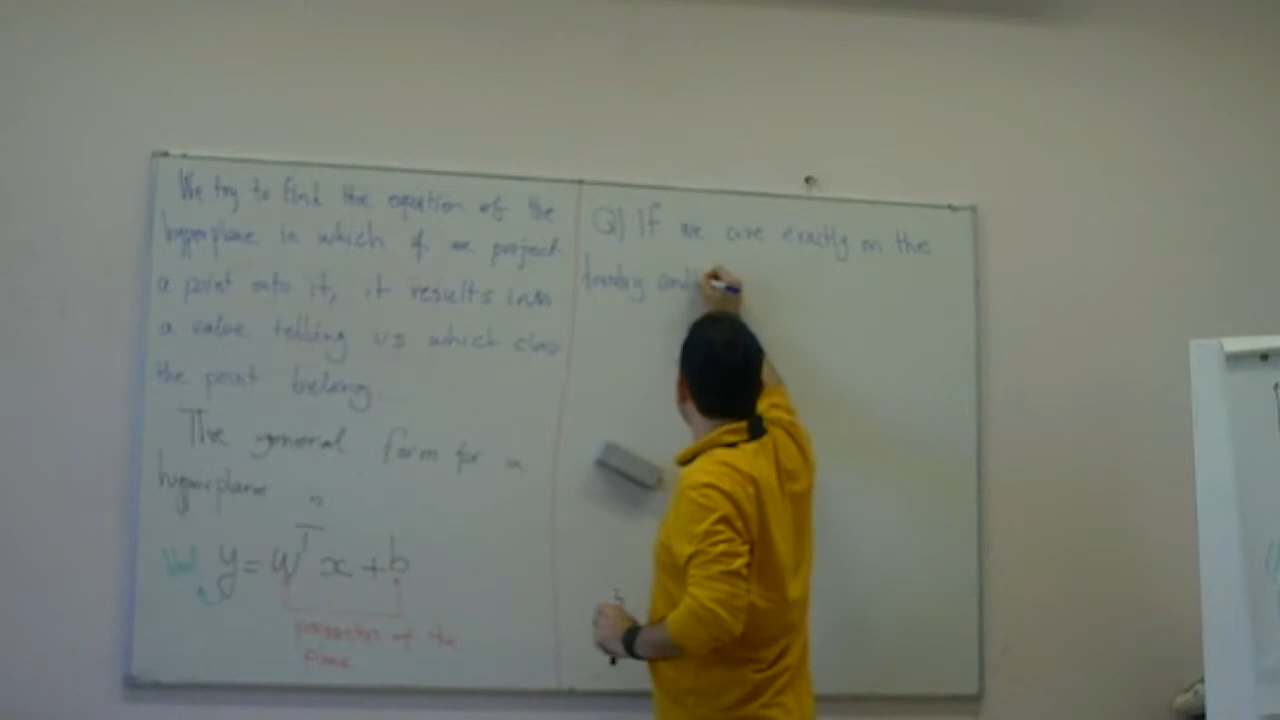 We try to find the equation of the
hyperplane in which if we project
a point onto it, it results into
a value telling us which class
the point belong.
The general form for a
hyperplane is
y = wᵀx + b
parameters of the
plane
Q) If we are exactly on the
and